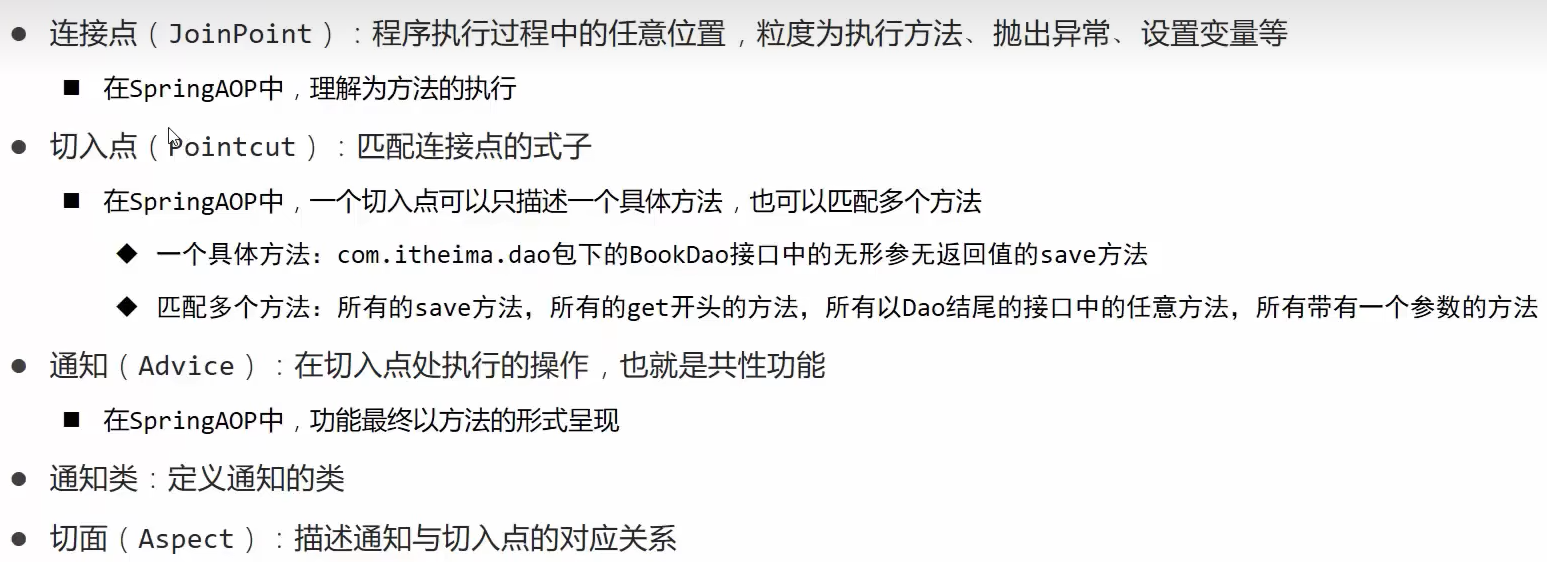 连接点（JoinPoint）：程序执行过程中的任意位置，粒度为执行方法、抛出异常、设置变量等
在SpringAOP中，理解为方法的执行
切入点（Pointcut）：匹配连接点的式子
在SpringAOP中，一个切入点可以只描述一个具体方法，也可以匹配多个方法
一个具体方法：com.itheima.dao包下的BookDao接口中的无形参无返回值的save方法
匹配多个方法：所有的save方法，所有的get开头的方法，所有以Dao结尾的接口中的任意方法，所有带有一个参数的方法
通知（Advice）：在切入点处执行的操作，也就是共性功能
在SpringAOP中，功能最终以方法的形式呈现
通知类：定义通知的类
切面（Aspect）：描述通知与切入点的对应关系